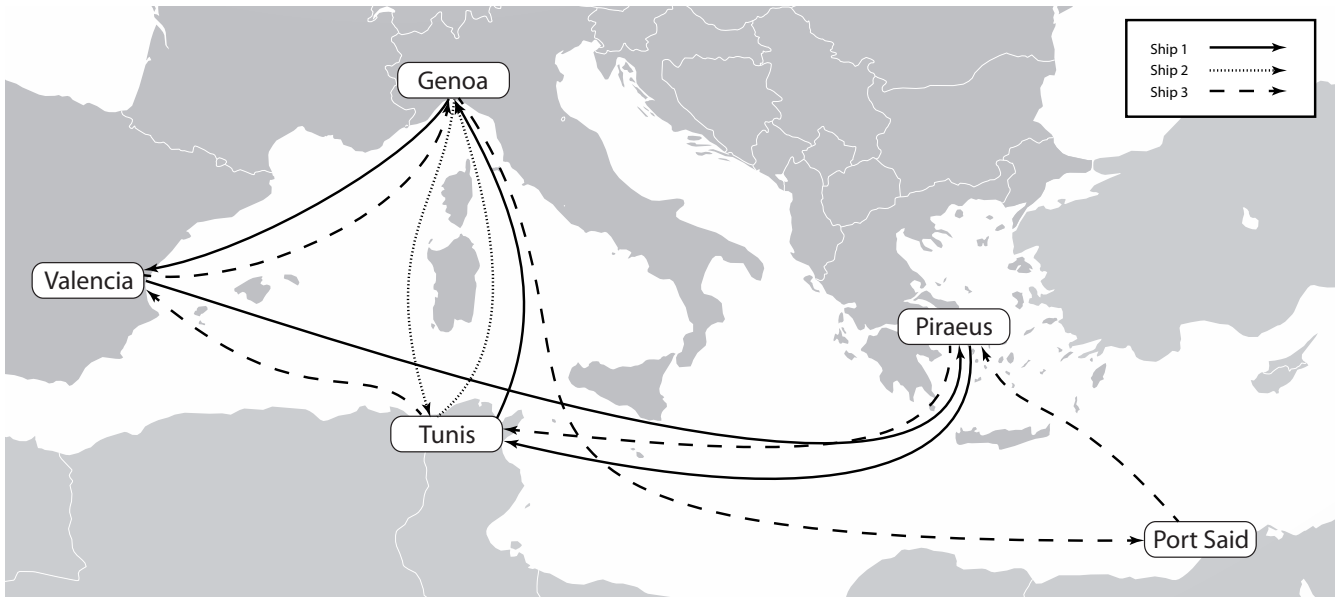 Ship 1
Ship 2
Ship 3
Genoa
Valencia
Piraeus
Tunis
Port Said